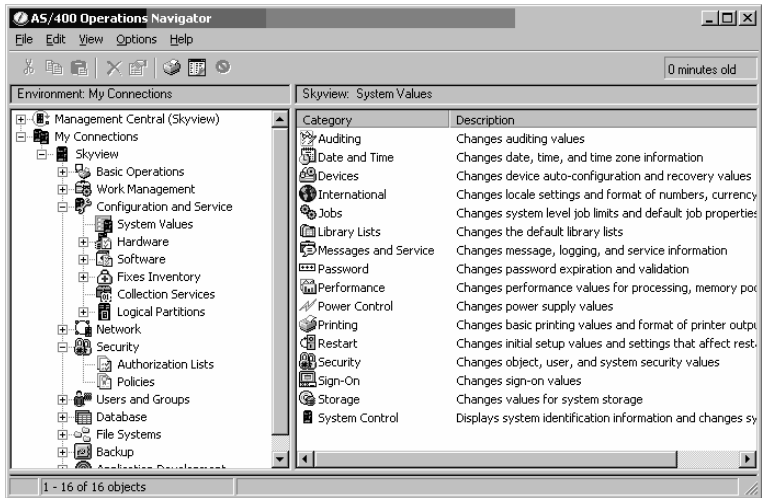 AS/400 Operations Navigator
File Edit View Options Help
0 minutes old
Environment: My Connections
Skyview: System Values
Management Central (Skyview)
My Connections
Skyview
Basic Operations
Work Management
Configuration and Service
System Values
Hardware
Software
Fixes Inventory
Collection Services
Logical Partitions
Network
Security
Authorization Lists
Policies
Users and Groups
Database
File Systems
Backup
Application Development
Category Description
Auditing Changes auditing values
Date and Time Changes date, time, and time zone information
Devices Changes device auto-configuration and recovery values
International Changes locale settings and format of numbers, currency
Jobs Changes system level job limits and default job properties
Library Lists Changes the default library lists
Messages and Service Changes message, logging, and service information
Password Changes password expiration and validation
Performance Changes performance values for processing, memory poo
Power Control Changes power supply values
Printing Changes basic printing values and format of printer outpu
Restart Changes initial setup values and settings that affect resta
Security Changes object, user, and system security values
Sign-On Changes sign-on values
Storage Changes values for system storage
System Control Displays system identification information and changes sy
1 - 16 of 16 objects